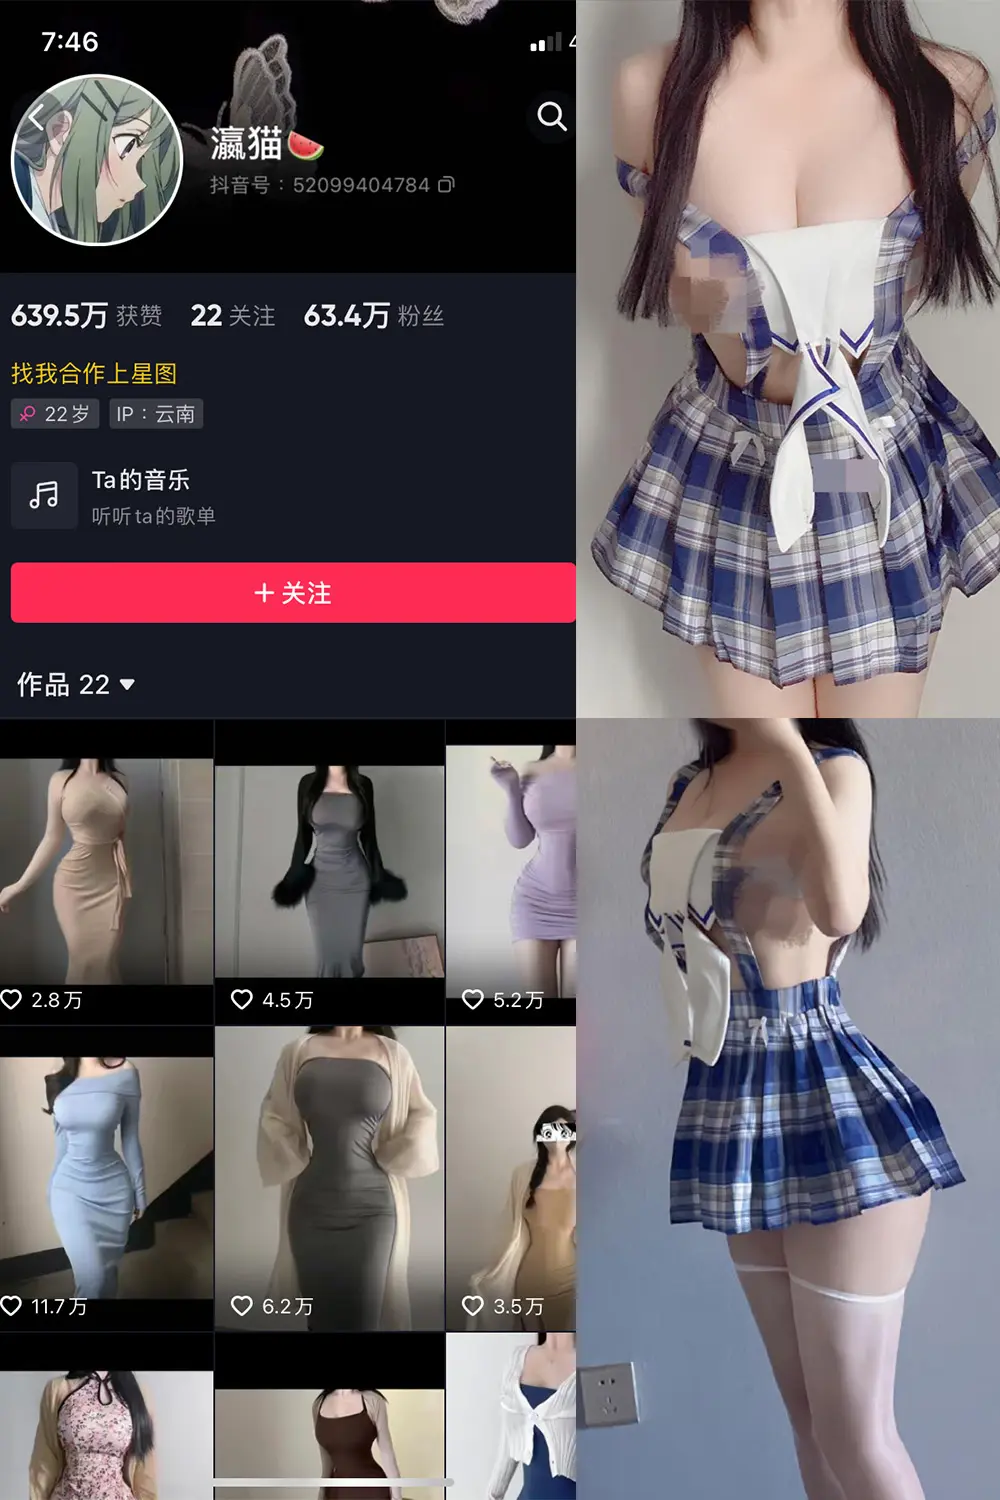 7:46
瀛猫🍉
抖音号：52099404784
639.5万 获赞 22 关注 63.4万 粉丝
找我合作上星图
22岁 IP：云南
Ta的音乐
听听ta的歌单
+ 关注
作品 22
2.8万 4.5万 5.2万
11.7万 6.2万 3.5万